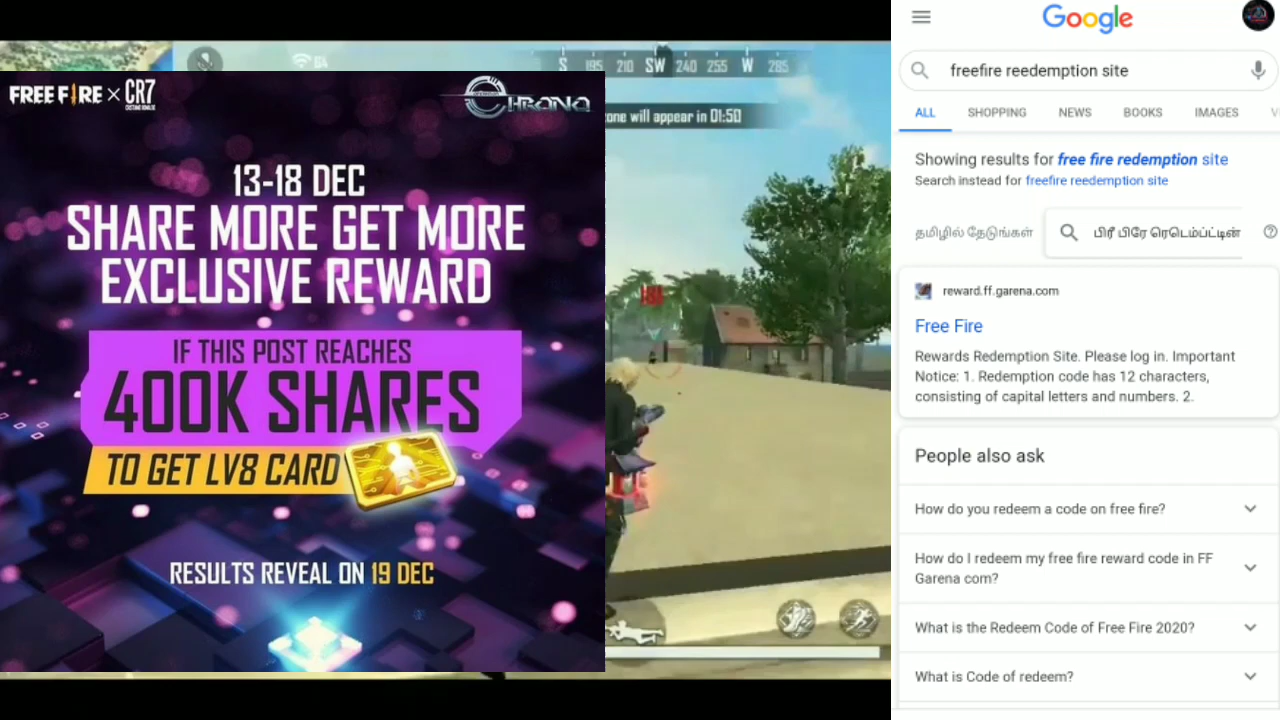 FREE FIRE × CR7
CRISTIANO RONALDO
CHRONO
13-18 DEC
SHARE MORE GET MORE
EXCLUSIVE REWARD
IF THIS POST REACHES
400K SHARES
TO GET LV8 CARD
RESULTS REVEAL ON 19 DEC
S 195 210 SW 240 255 W 285
zone will appear in 01:50
Google
freefire reedemption site
ALL SHOPPING NEWS BOOKS IMAGES
Showing results for free fire redemption site
Search instead for freefire reedemption site
தமிழில் தேடுங்கள் பிரீ பிரே ரெடெம்ப்ட்டின்
reward.ff.garena.com
Free Fire
Rewards Redemption Site. Please log in. Important
Notice: 1. Redemption code has 12 characters,
consisting of capital letters and numbers. 2.
People also ask
How do you redeem a code on free fire?
How do I redeem my free fire reward code in FF
Garena com?
What is the Redeem Code of Free Fire 2020?
What is Code of redeem?